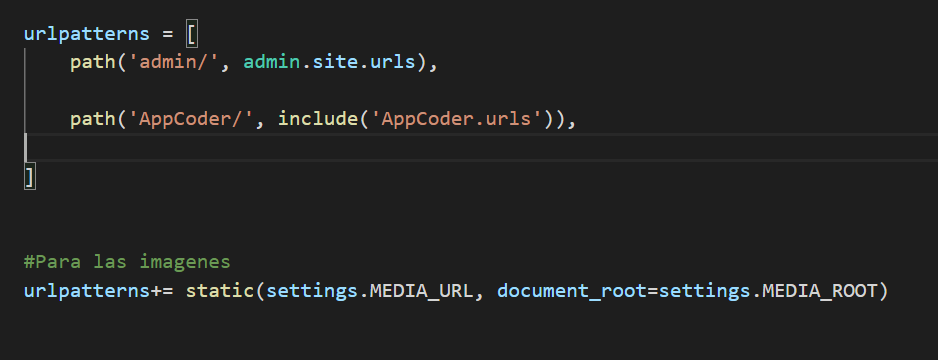 urlpatterns = [
    path('admin/', admin.site.urls),
    path('AppCoder/', include('AppCoder.urls')),
]
#Para las imagenes
urlpatterns+= static(settings.MEDIA_URL, document_root=settings.MEDIA_ROOT)